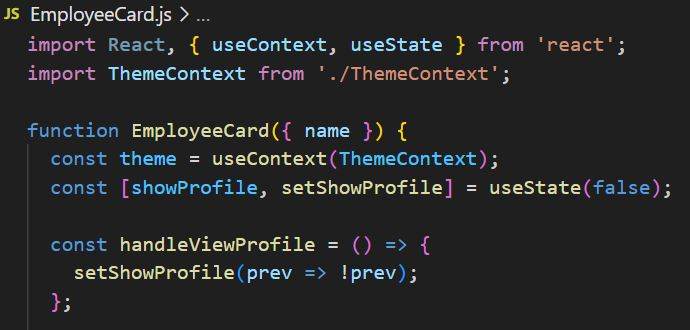 JS EmployeeCard.js > ...
import React, { useContext, useState } from 'react';
import ThemeContext from './ThemeContext';
function EmployeeCard({ name }) {
const theme = useContext(ThemeContext);
const [showProfile, setShowProfile] = useState(false);
const handleViewProfile = () => {
setShowProfile(prev => !prev);
};